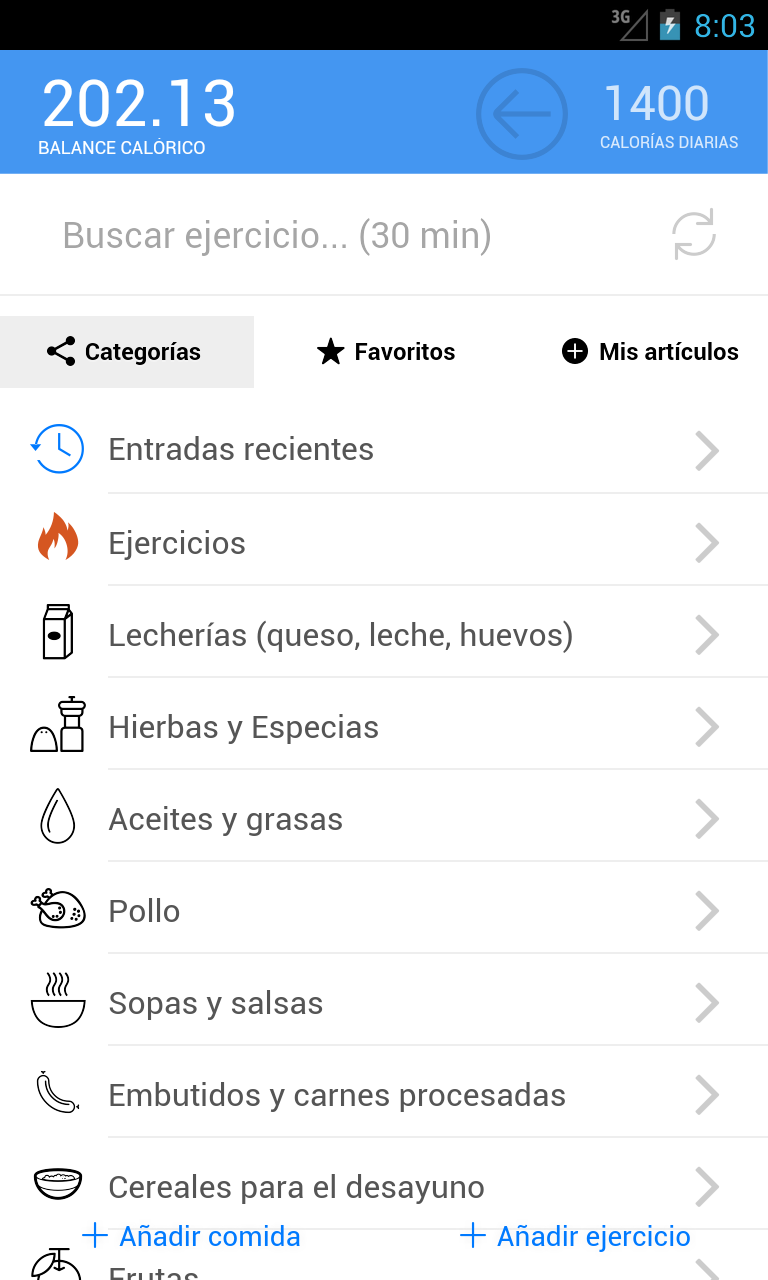 3G 8:03
202.13 1400
BALANCE CALÓRICO CALORÍAS DIARIAS
Buscar ejercicio... (30 min)
Categorías Favoritos Mis artículos
Entradas recientes
Ejercicios
Lecherías (queso, leche, huevos)
Hierbas y Especias
Aceites y grasas
Pollo
Sopas y salsas
Embutidos y carnes procesadas
Cereales para el desayuno
Añadir comida Añadir ejercicio
Frutas